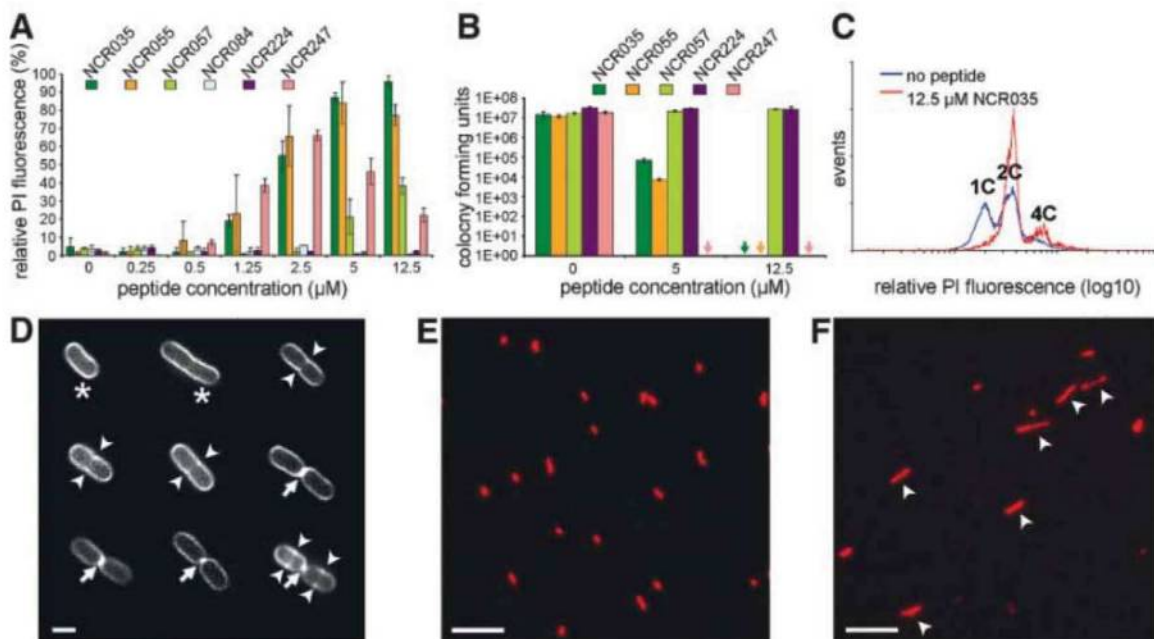 A
NCR035
NCR055
NCR057
NCR084
NCR224
NCR247
relative PI fluorescence (%)
100
90
80
70
60
50
40
30
20
10
0
0 0.25 0.5 1.25 2.5 5 12.5
peptide concentration (µM)
B
NCR035
NCR055
NCR057
NCR224
NCR247
colocny forming units
1E+08
1E+07
1E+06
1E+05
1E+04
1E+03
1E+02
1E+01
1E+00
0 5 12.5
peptide concentration (µM)
C
no peptide
12.5 µM NCR035
events
1C
2C
4C
relative PI fluorescence (log10)
D
*
*
E
F